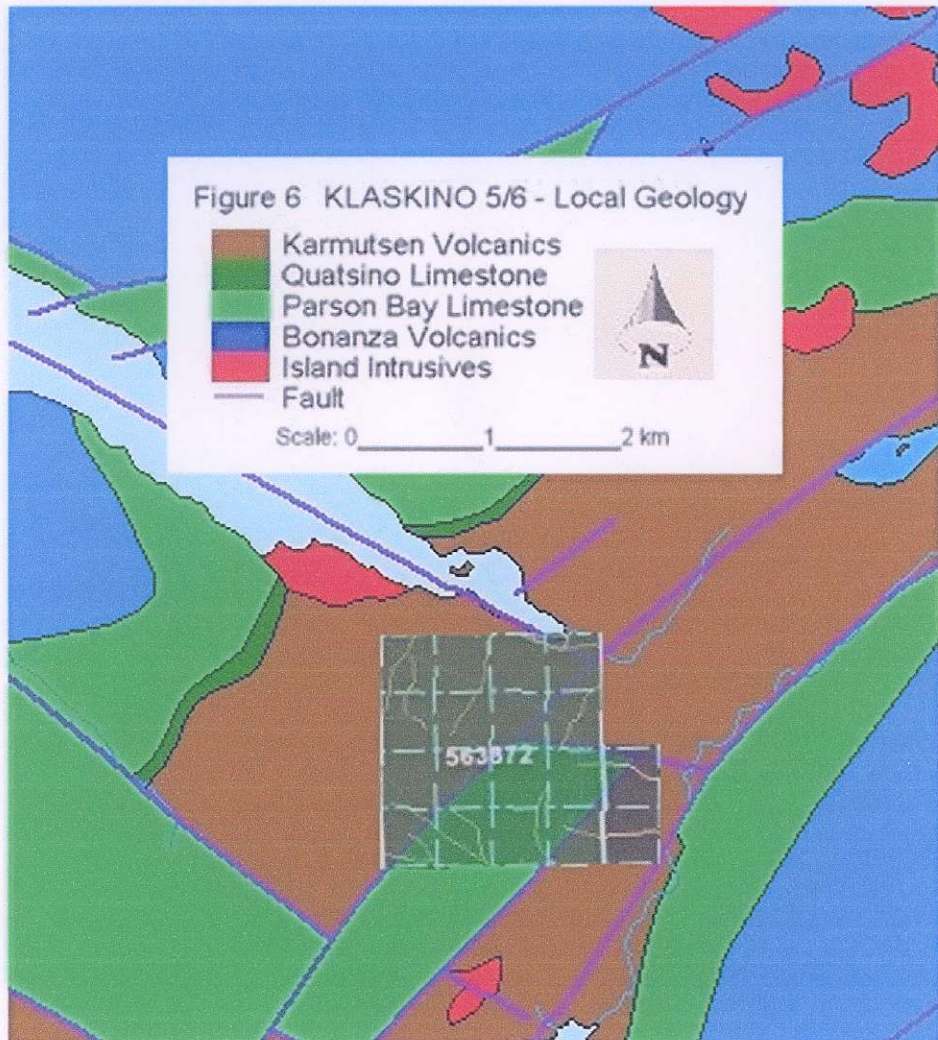 Figure 6 KLASKINO 5/6 - Local Geology
Karmutsen Volcanics
Quatsino Limestone
Parson Bay Limestone
Bonanza Volcanics
Island Intrusives
Fault
N
Scale: 0 1 2 km
563872